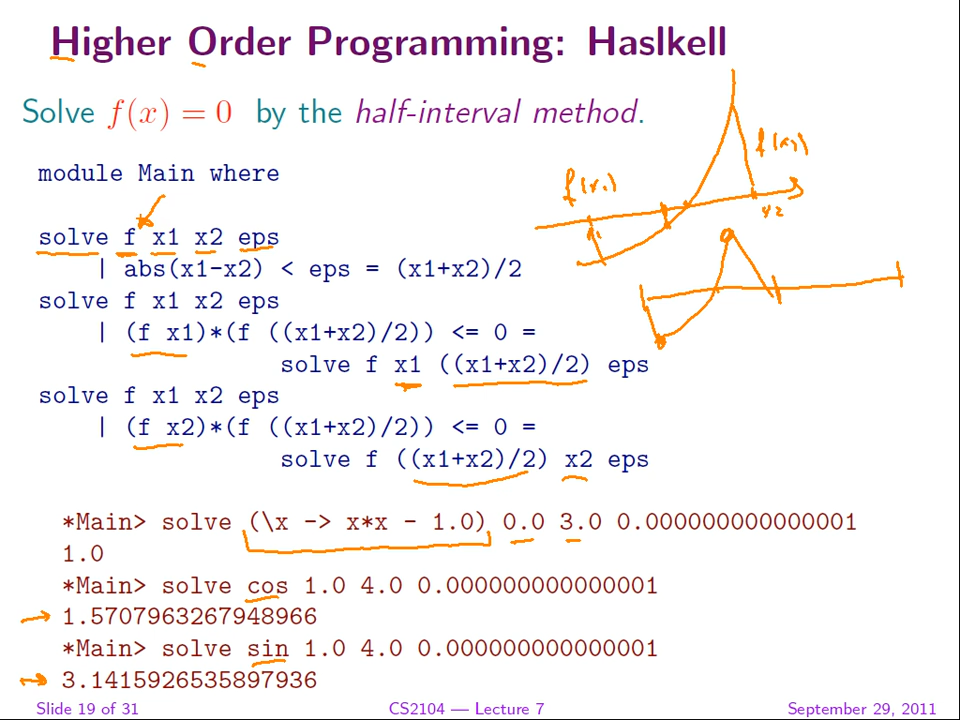 Higher Order Programming: Haslkell
Solve f(x) = 0 by the half-interval method.
module Main where
solve f x1 x2 eps
| abs(x1-x2) < eps = (x1+x2)/2
solve f x1 x2 eps
| (f x1)*(f ((x1+x2)/2)) <= 0 =
solve f x1 ((x1+x2)/2) eps
solve f x1 x2 eps
| (f x2)*(f ((x1+x2)/2)) <= 0 =
solve f ((x1+x2)/2) x2 eps
f(x1)
f(x2)
x1
x2
*Main> solve (\x -> x*x - 1.0) 0.0 3.0 0.000000000000001
1.0
*Main> solve cos 1.0 4.0 0.000000000000001
1.5707963267948966
*Main> solve sin 1.0 4.0 0.000000000000001
3.1415926535897936
Slide 19 of 31 CS2104 — Lecture 7 September 29, 2011